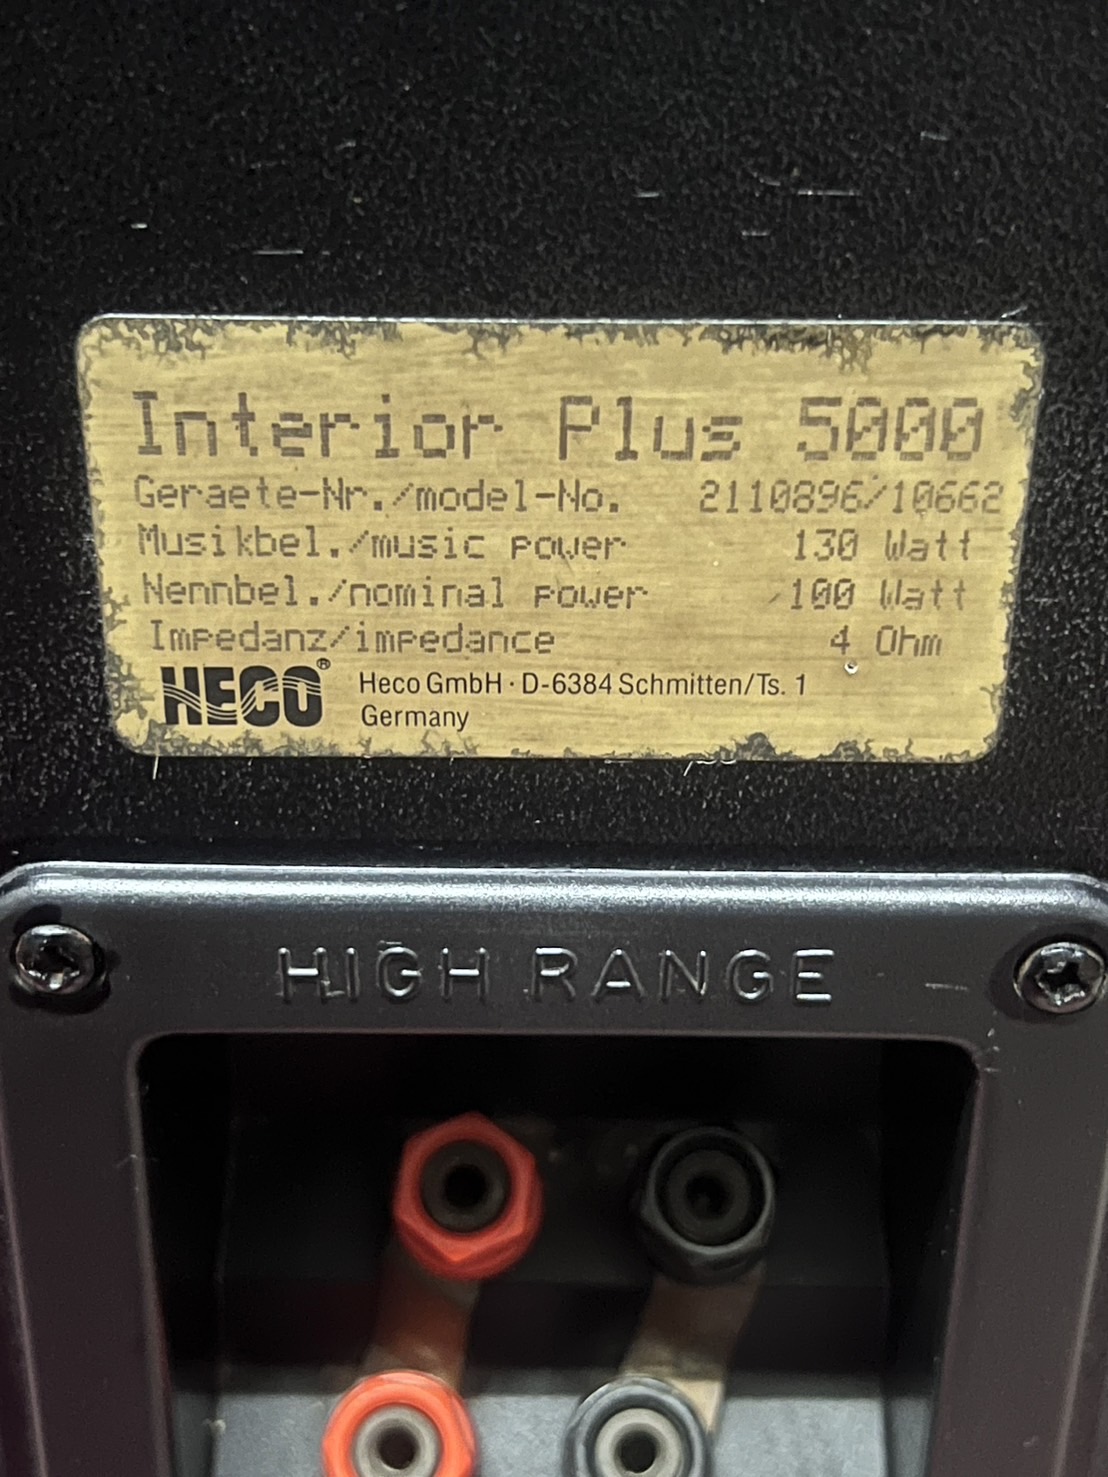 Interior Plus 5000
Geraete-Nr./model-No. 2110896/10662
Musikbel./music power 130 Watt
Nennbel./nominal power 100 Watt
Impedanz/impedance 4 Ohm
HECO® Heco GmbH · D-6384 Schmitten/Ts. 1
Germany
HIGH RANGE